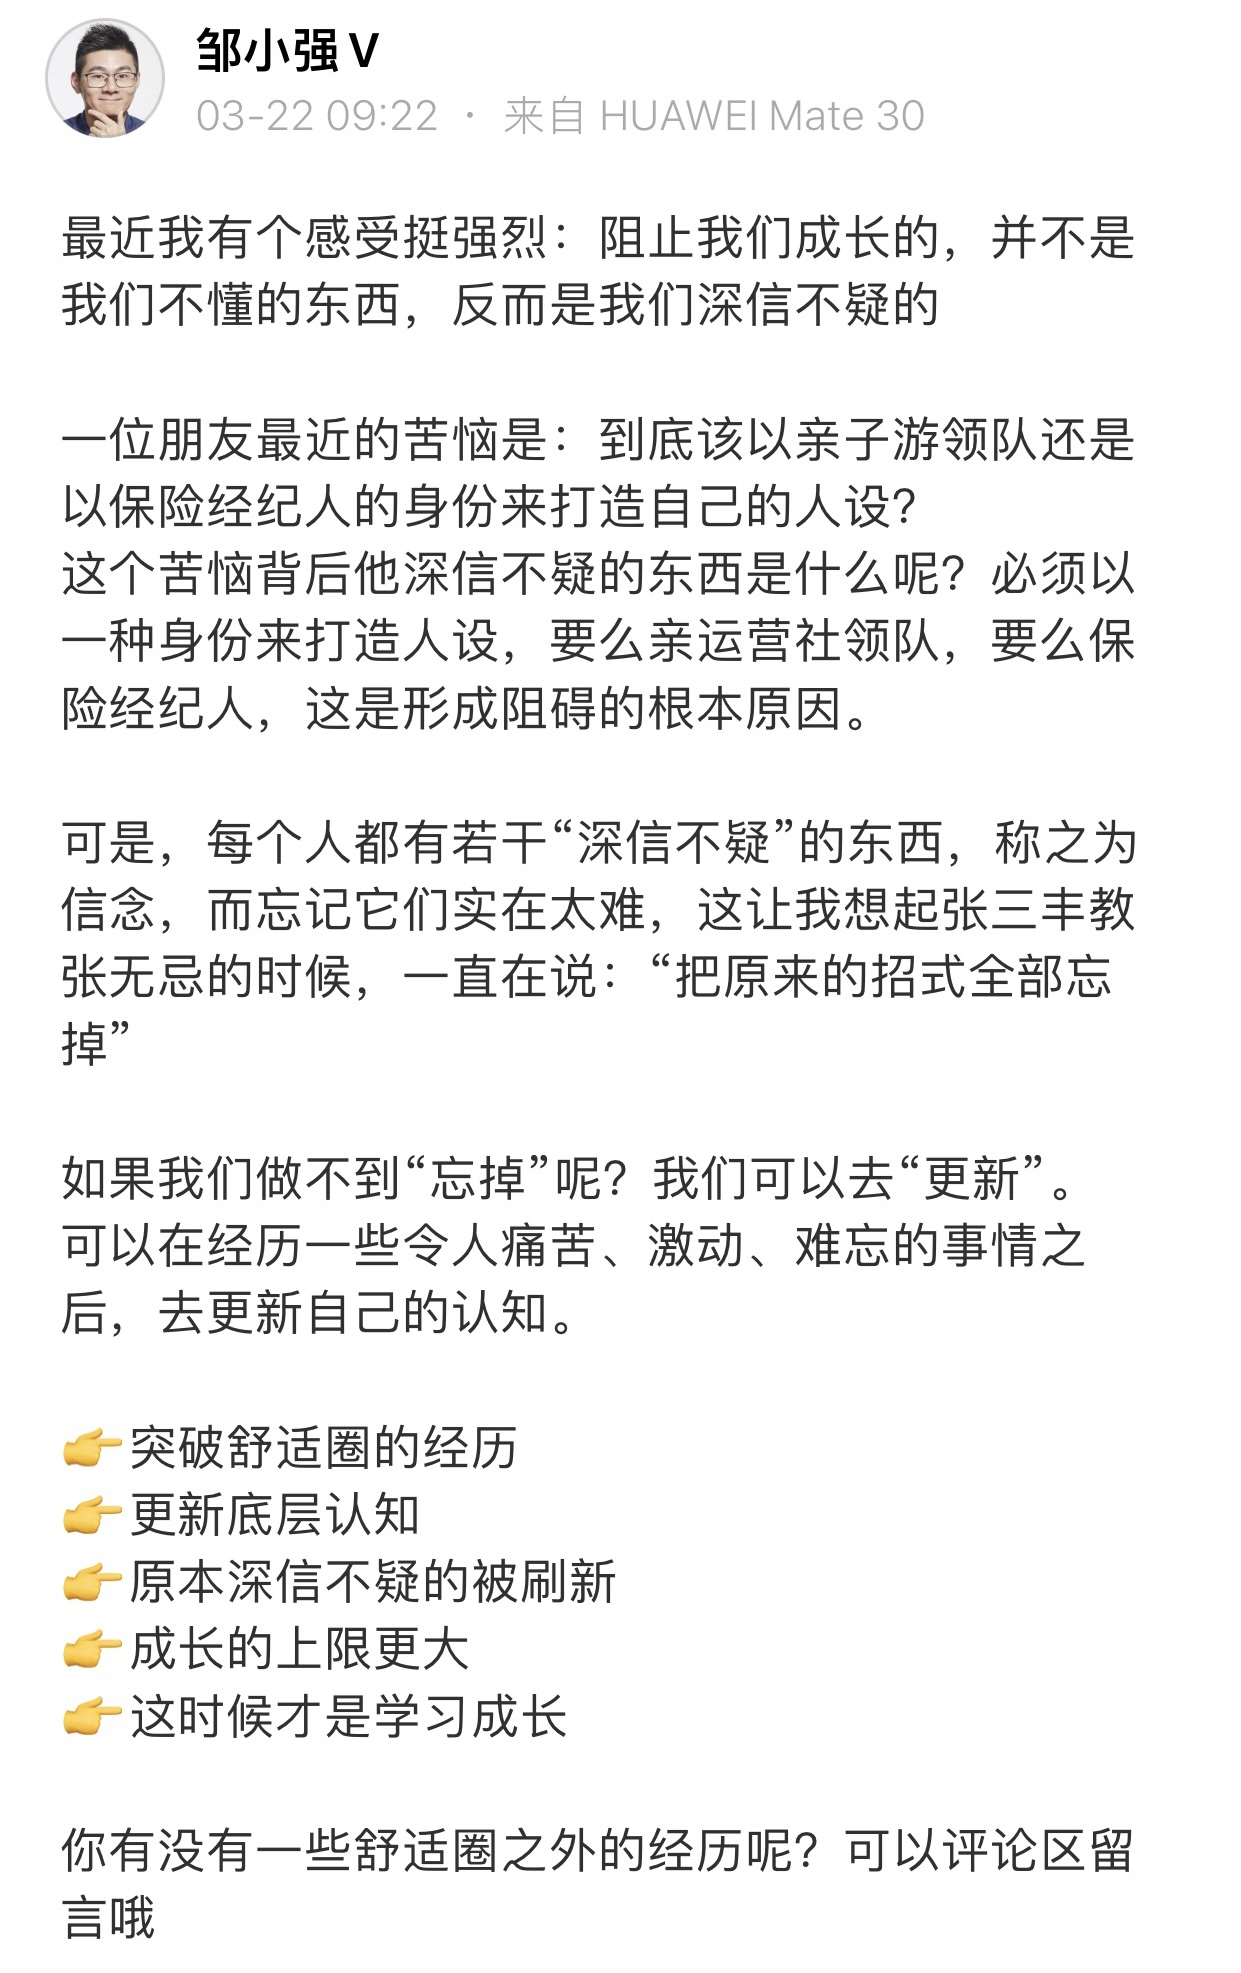 邹小强V
03-22 09:22 · 来自 HUAWEI Mate 30
最近我有个感受挺强烈：阻止我们成长的，并不是
我们不懂的东西，反而是我们深信不疑的
一位朋友最近的苦恼是：到底该以亲子游领队还是
以保险经纪人的身份来打造自己的人设？
这个苦恼背后他深信不疑的东西是什么呢？必须以
一种身份来打造人设，要么亲运营社领队，要么保
险经纪人，这是形成阻碍的根本原因。
可是，每个人都有若干“深信不疑”的东西，称之为
信念，而忘记它们实在太难，这让我想起张三丰教
张无忌的时候，一直在说：“把原来的招式全部忘
掉”
如果我们做不到“忘掉”呢？我们可以去“更新”。
可以在经历一些令人痛苦、激动、难忘的事情之
后，去更新自己的认知。
👉突破舒适圈的经历
👉更新底层认知
👉原本深信不疑的被刷新
👉成长的上限更大
👉这时候才是学习成长
你有没有一些舒适圈之外的经历呢？可以评论区留
言哦